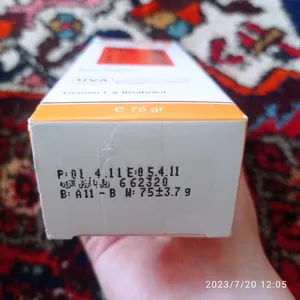 UVA
Vitamin E & Bisabolol
e 75 gr
P:01 4.11 E:05.4.11
662320
B: A11 - B W: 75±3.7 g
2023/7/20 12:05